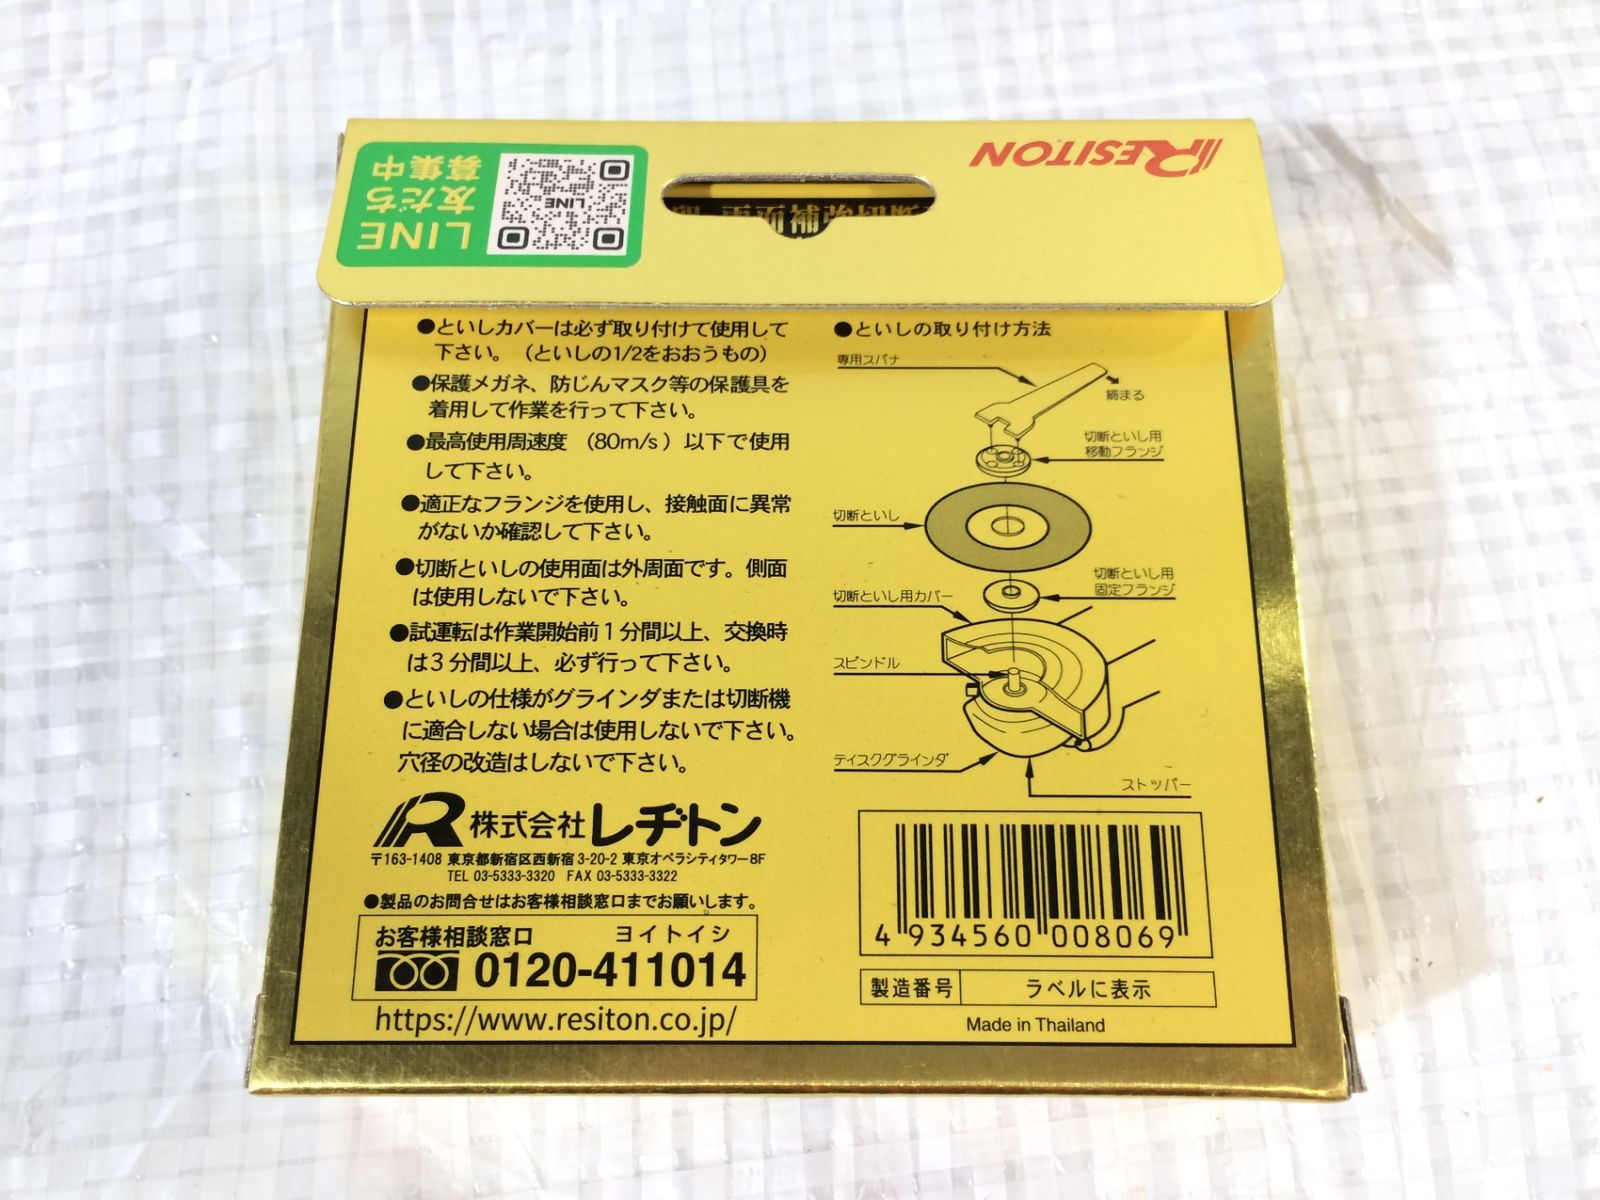 RESITON
LINE
友だち
募集中
LINE
両面補強切断
●といしカバーは必ず取り付けて使用して
下さい。（といしの1/2をおおうもの）
●保護メガネ、防じんマスク等の保護具を
着用して作業を行って下さい。
●最高使用周速度　（80m/s）以下で使用
して下さい。
●適正なフランジを使用し、接触面に異常
がないか確認して下さい。
●切断といしの使用面は外周面です。側面
は使用しないで下さい。
●試運転は作業開始前1分間以上、交換時
は3分間以上、必ず行って下さい。
●といしの仕様がグラインダまたは切断機
に適合しない場合は使用しないで下さい。
穴径の改造はしないで下さい。
●といしの取り付け方法
専用スパナ
締まる
切断といし用
移動フランジ
切断といし
切断といし用
固定フランジ
切断といし用カバー
スピンドル
ディスクグラインダ
ストッパー
R 株式会社レヂトン
〒163-1408 東京都新宿区西新宿3-20-2 東京オペラシティタワー8F
TEL 03-5333-3320 FAX 03-5333-3322
●製品のお問合せはお客様相談窓口までお願いします。
お客様相談窓口 ヨイトイシ
0120-411014
https://www.resiton.co.jp/
4 934560 008069
製造番号 ラベルに表示
Made in Thailand